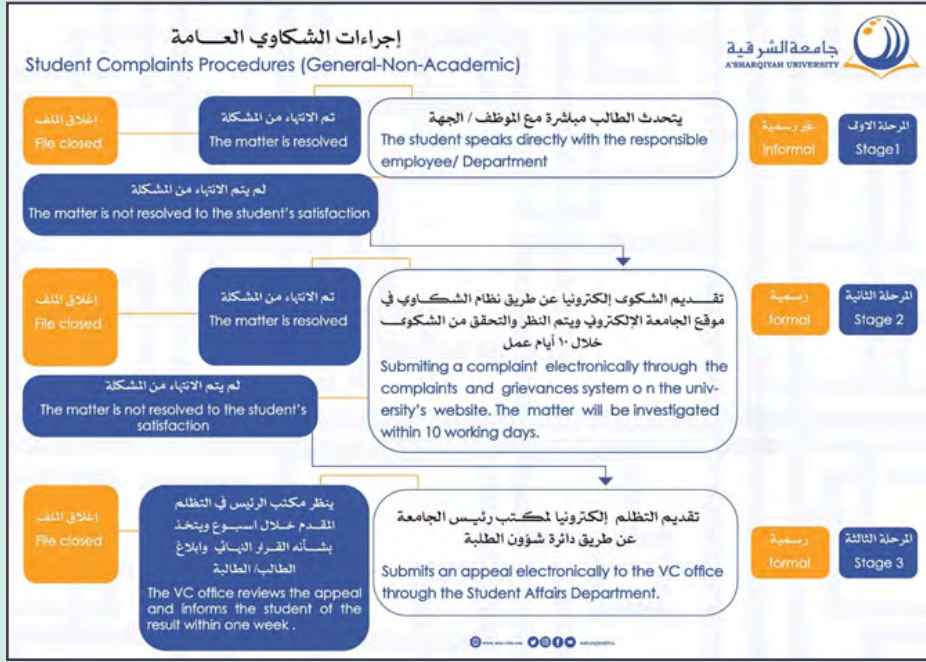 إجراءات الشكاوي العـامـة
Student Complaints Procedures (General-Non-Academic)
جامعة الشرقية
A'SHARQIYAH UNIVERSITY
المرحلة الاولى
Stage1
غير رسمية
informal
يتحدث الطالب مباشرة مع الموظف / الجهة
The student speaks directly with the responsible
employee/ Department
تم الانتهاء من المشكلة
The matter is resolved
إغلاق الملف
File closed
لم يتم الانتهاء من المشكلة
The matter is not resolved to the student's satisfaction
المرحلة الثانية
Stage 2
رسمية
formal
تقـــديم الشكوى إلكترونيا عن طريق نظام الشكـاوي في
موقع الجامعة الإلكتروني ويتم النظر والتحقق من الشكوى
خلال ١٠ أيام عمل
Submiting a complaint electronically through the
complaints and grievances system o n the univ-
ersity's website. The matter will be investigated
within 10 working days.
تم الانتهاء من المشكلة
The matter is resolved
إغلاق الملف
File closed
لم يتم الانتهاء من المشكلة
The matter is not resolved to the student's
satisfaction
المرحلة الثالثة
Stage 3
رسمية
formal
تقديم التظلم إلكترونيا لمكـتب رئيس الجامعة
عن طريق دائرة شؤون الطلبة
Submits an appeal electronically to the VC office
through the Student Affairs Department.
ينظر مكتب الرئيس في التظلم
المقدم خلال اسبوع ويتخذ
بشأنه القرار النهائي وابلاغ
الطالب/ الطالبة
The VC office reviews the appeal
and informs the student of the
result within one week .
إغلاق الملف
File closed